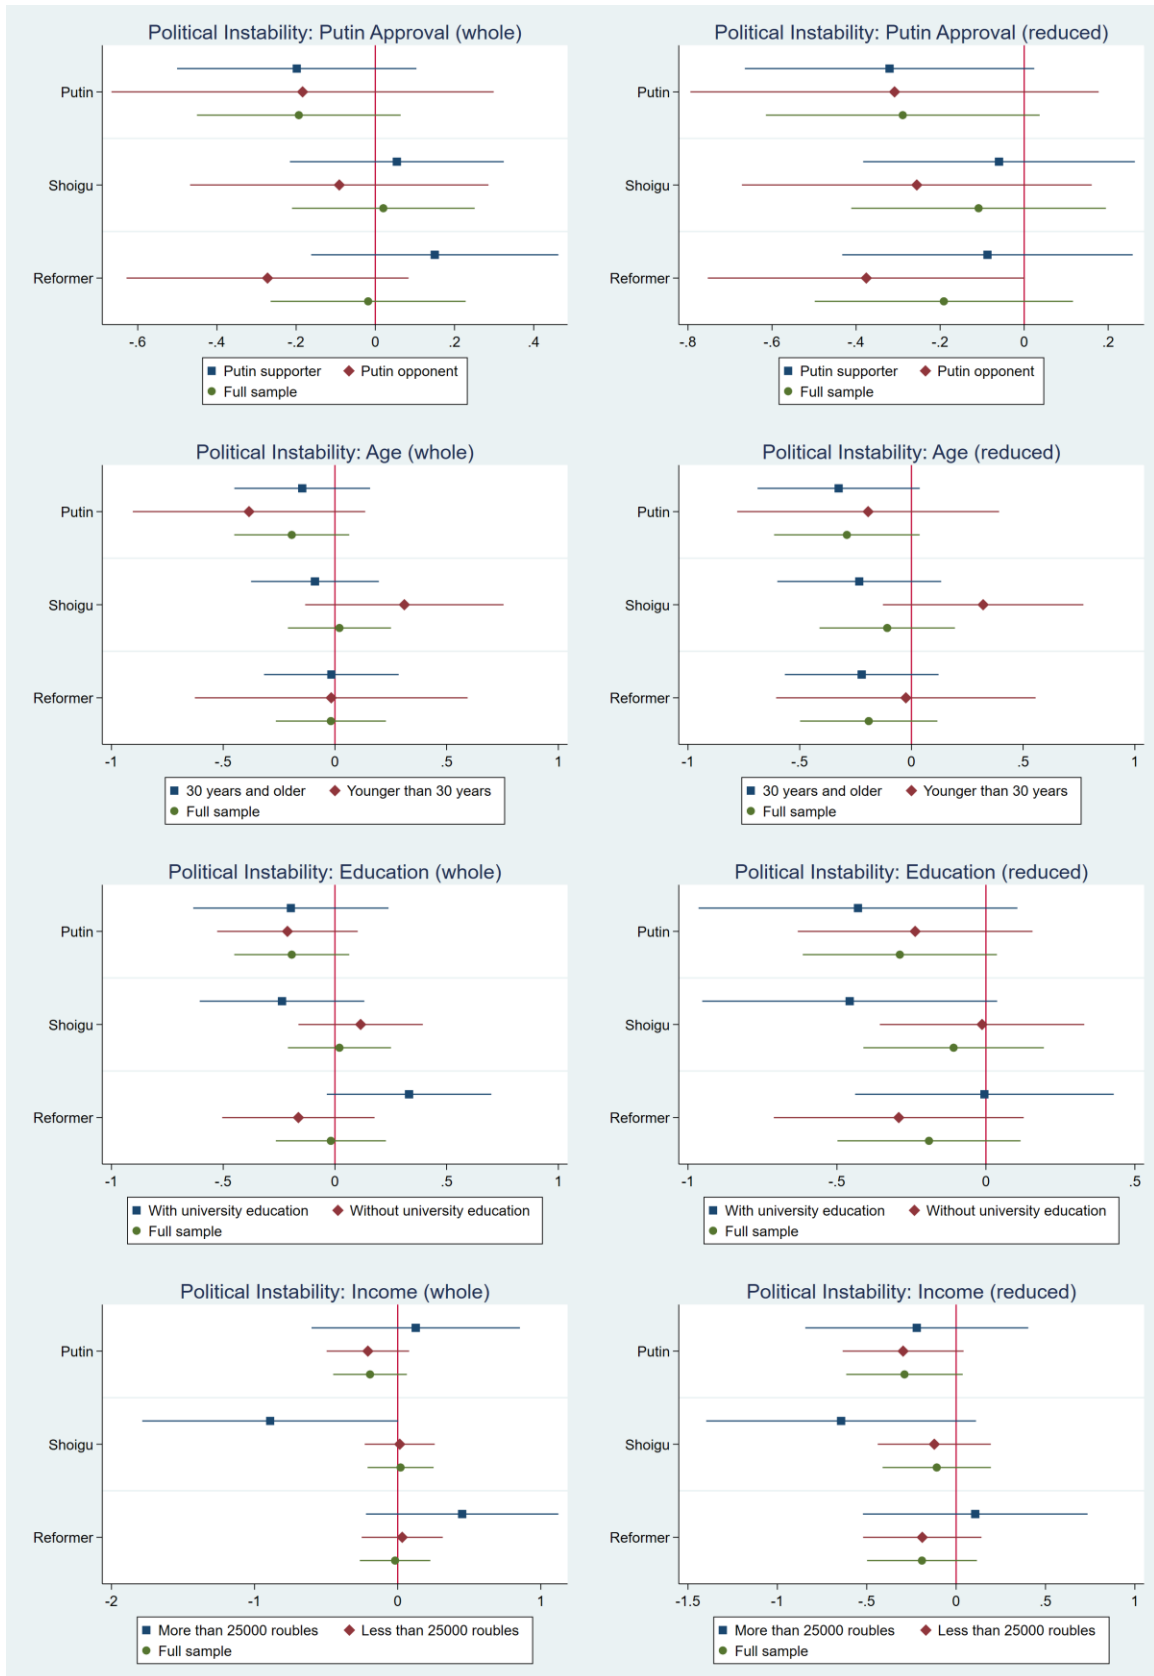 Political Instability: Putin Approval (whole)
Putin
Shoigu
Reformer
-.6 -.4 -.2 0 .2 .4
Putin supporter Putin opponent
Full sample
Political Instability: Putin Approval (reduced)
Putin
Shoigu
Reformer
-.8 -.6 -.4 -.2 0 .2
Putin supporter Putin opponent
Full sample
Political Instability: Age (whole)
Putin
Shoigu
Reformer
-1 -.5 0 .5 1
30 years and older Younger than 30 years
Full sample
Political Instability: Age (reduced)
Putin
Shoigu
Reformer
-1 -.5 0 .5 1
30 years and older Younger than 30 years
Full sample
Political Instability: Education (whole)
Putin
Shoigu
Reformer
-1 -.5 0 .5 1
With university education Without university education
Full sample
Political Instability: Education (reduced)
Putin
Shoigu
Reformer
-1 -.5 0 .5
With university education Without university education
Full sample
Political Instability: Income (whole)
Putin
Shoigu
Reformer
-2 -1 0 1
More than 25000 roubles Less than 25000 roubles
Full sample
Political Instability: Income (reduced)
Putin
Shoigu
Reformer
-1.5 -1 -.5 0 .5 1
More than 25000 roubles Less than 25000 roubles
Full sample